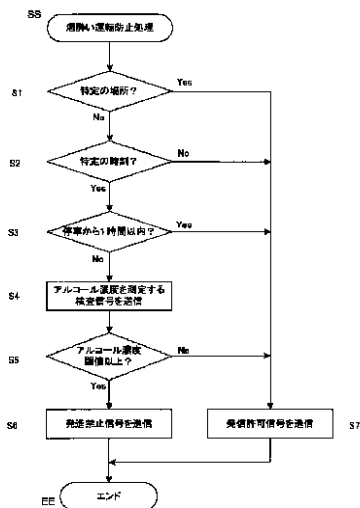 SS
酒酔い運転防止処理
S1
特定の場所?
Yes
No
S2
特定の時刻?
No
Yes
S3
停車から1時間以内?
Yes
No
S4
アルコール濃度を測定する
検査信号を送信
S5
アルコール濃度
閾値以上?
No
Yes
S6
発進禁止信号を送信
発信許可信号を送信
S7
EE
エンド